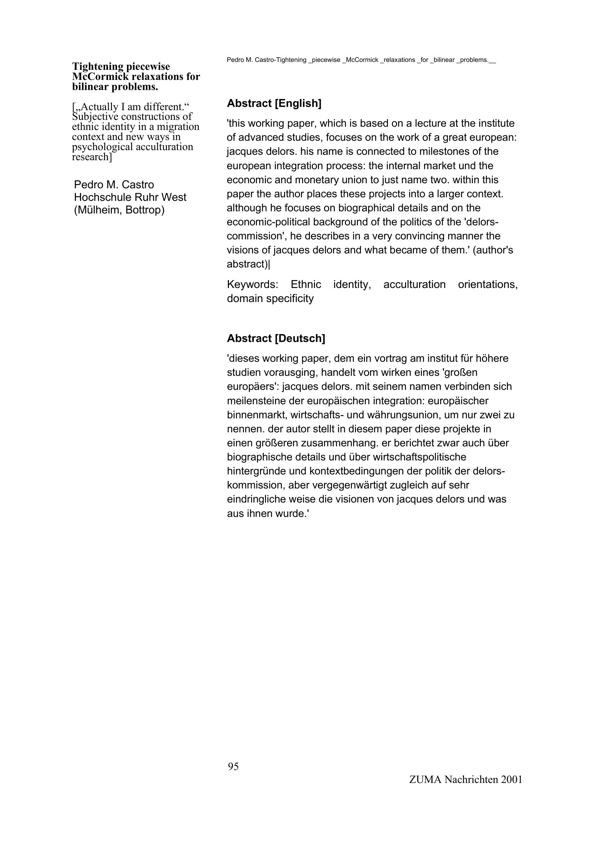 Pedro M. Castro-Tightening _piecewise _McCormick _relaxations _for _bilinear _problems.__
Tightening piecewise
McCormick relaxations for
bilinear problems.
[„Actually I am different.“
Subjective constructions of
ethnic identity in a migration
context and new ways in
psychological acculturation
research]
Pedro M. Castro
Hochschule Ruhr West
(Mülheim, Bottrop)
Abstract [English]
'this working paper, which is based on a lecture at the institute
of advanced studies, focuses on the work of a great european:
jacques delors. his name is connected to milestones of the
european integration process: the internal market und the
economic and monetary union to just name two. within this
paper the author places these projects into a larger context.
although he focuses on biographical details and on the
economic-political background of the politics of the 'delors-
commission', he describes in a very convincing manner the
visions of jacques delors and what became of them.' (author's
abstract)|
Keywords: Ethnic identity, acculturation orientations,
domain specificity
Abstract [Deutsch]
'dieses working paper, dem ein vortrag am institut für höhere
studien vorausging, handelt vom wirken eines 'großen
europäers': jacques delors. mit seinem namen verbinden sich
meilensteine der europäischen integration: europäischer
binnenmarkt, wirtschafts- und währungsunion, um nur zwei zu
nennen. der autor stellt in diesem paper diese projekte in
einen größeren zusammenhang. er berichtet zwar auch über
biographische details und über wirtschaftspolitische
hintergründe und kontextbedingungen der politik der delors-
kommission, aber vergegenwärtigt zugleich auf sehr
eindringliche weise die visionen von jacques delors und was
aus ihnen wurde.'
95
ZUMA Nachrichten 2001